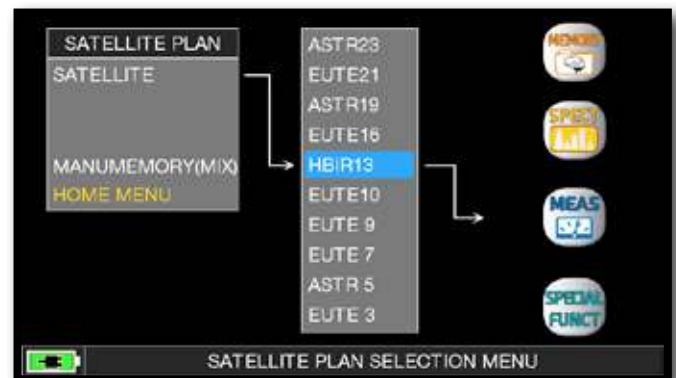 SATELLITE PLAN
SATELLITE
MANUMEMORY(MIX)
HOME MENU
ASTR23
EUTE21
ASTR19
EUTE16
HBIR13
EUTE10
EUTE 9
EUTE 7
ASTR 5
EUTE 3
MEMORY
SPECT
MEAS
SPECIAL
FUNCT
SATELLITE PLAN SELECTION MENU